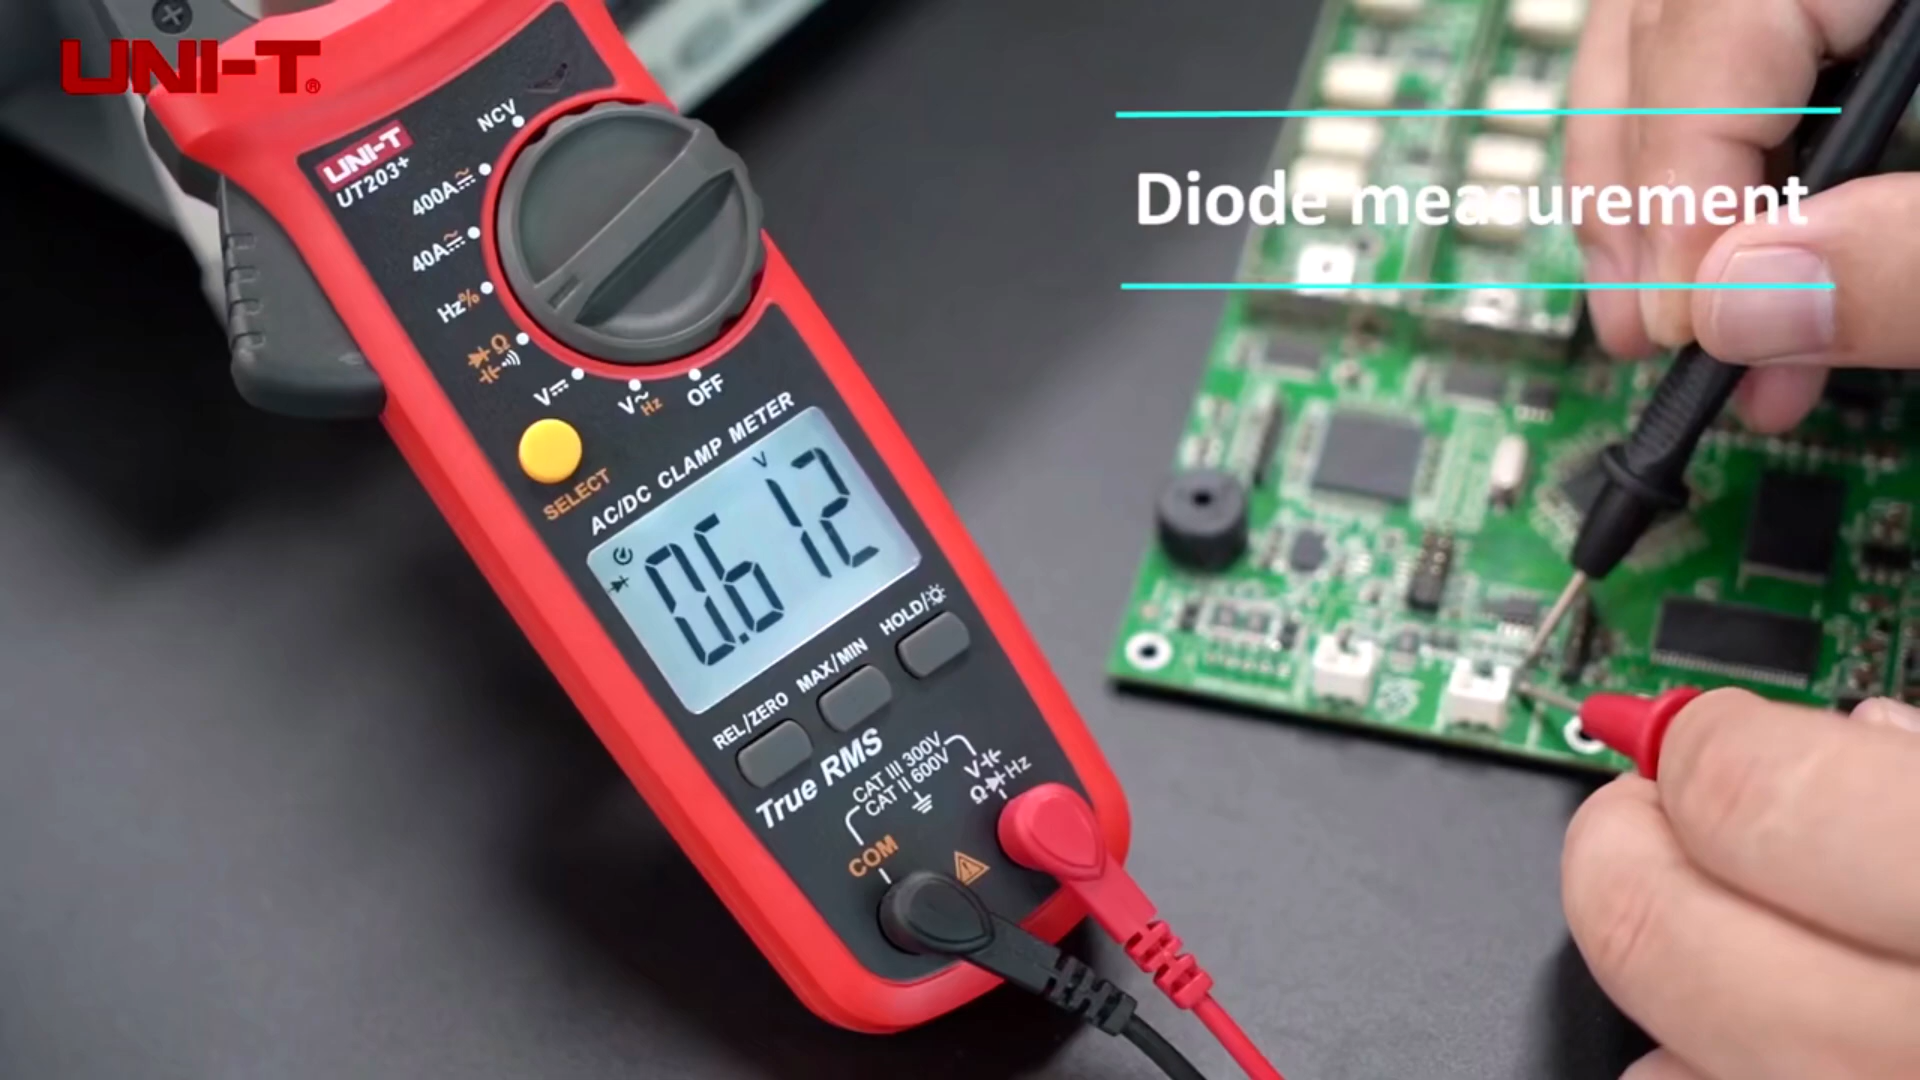 UNI-T®
Diode measurement
UNI-T
UT203+
NCV
400A
40A
Hz%
Ω
V
V~Hz
OFF
SELECT
AC/DC CLAMP METER
V
0.612
REL/ZERO
MAX/MIN
HOLD/
True RMS
CAT III 300V
CAT II 600V
V
Ω Hz
COM